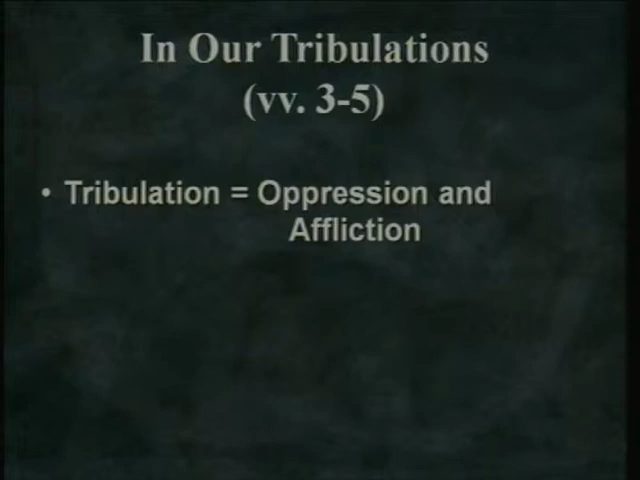 In Our Tribulations
(vv. 3-5)
• Tribulation = Oppression and
Affliction